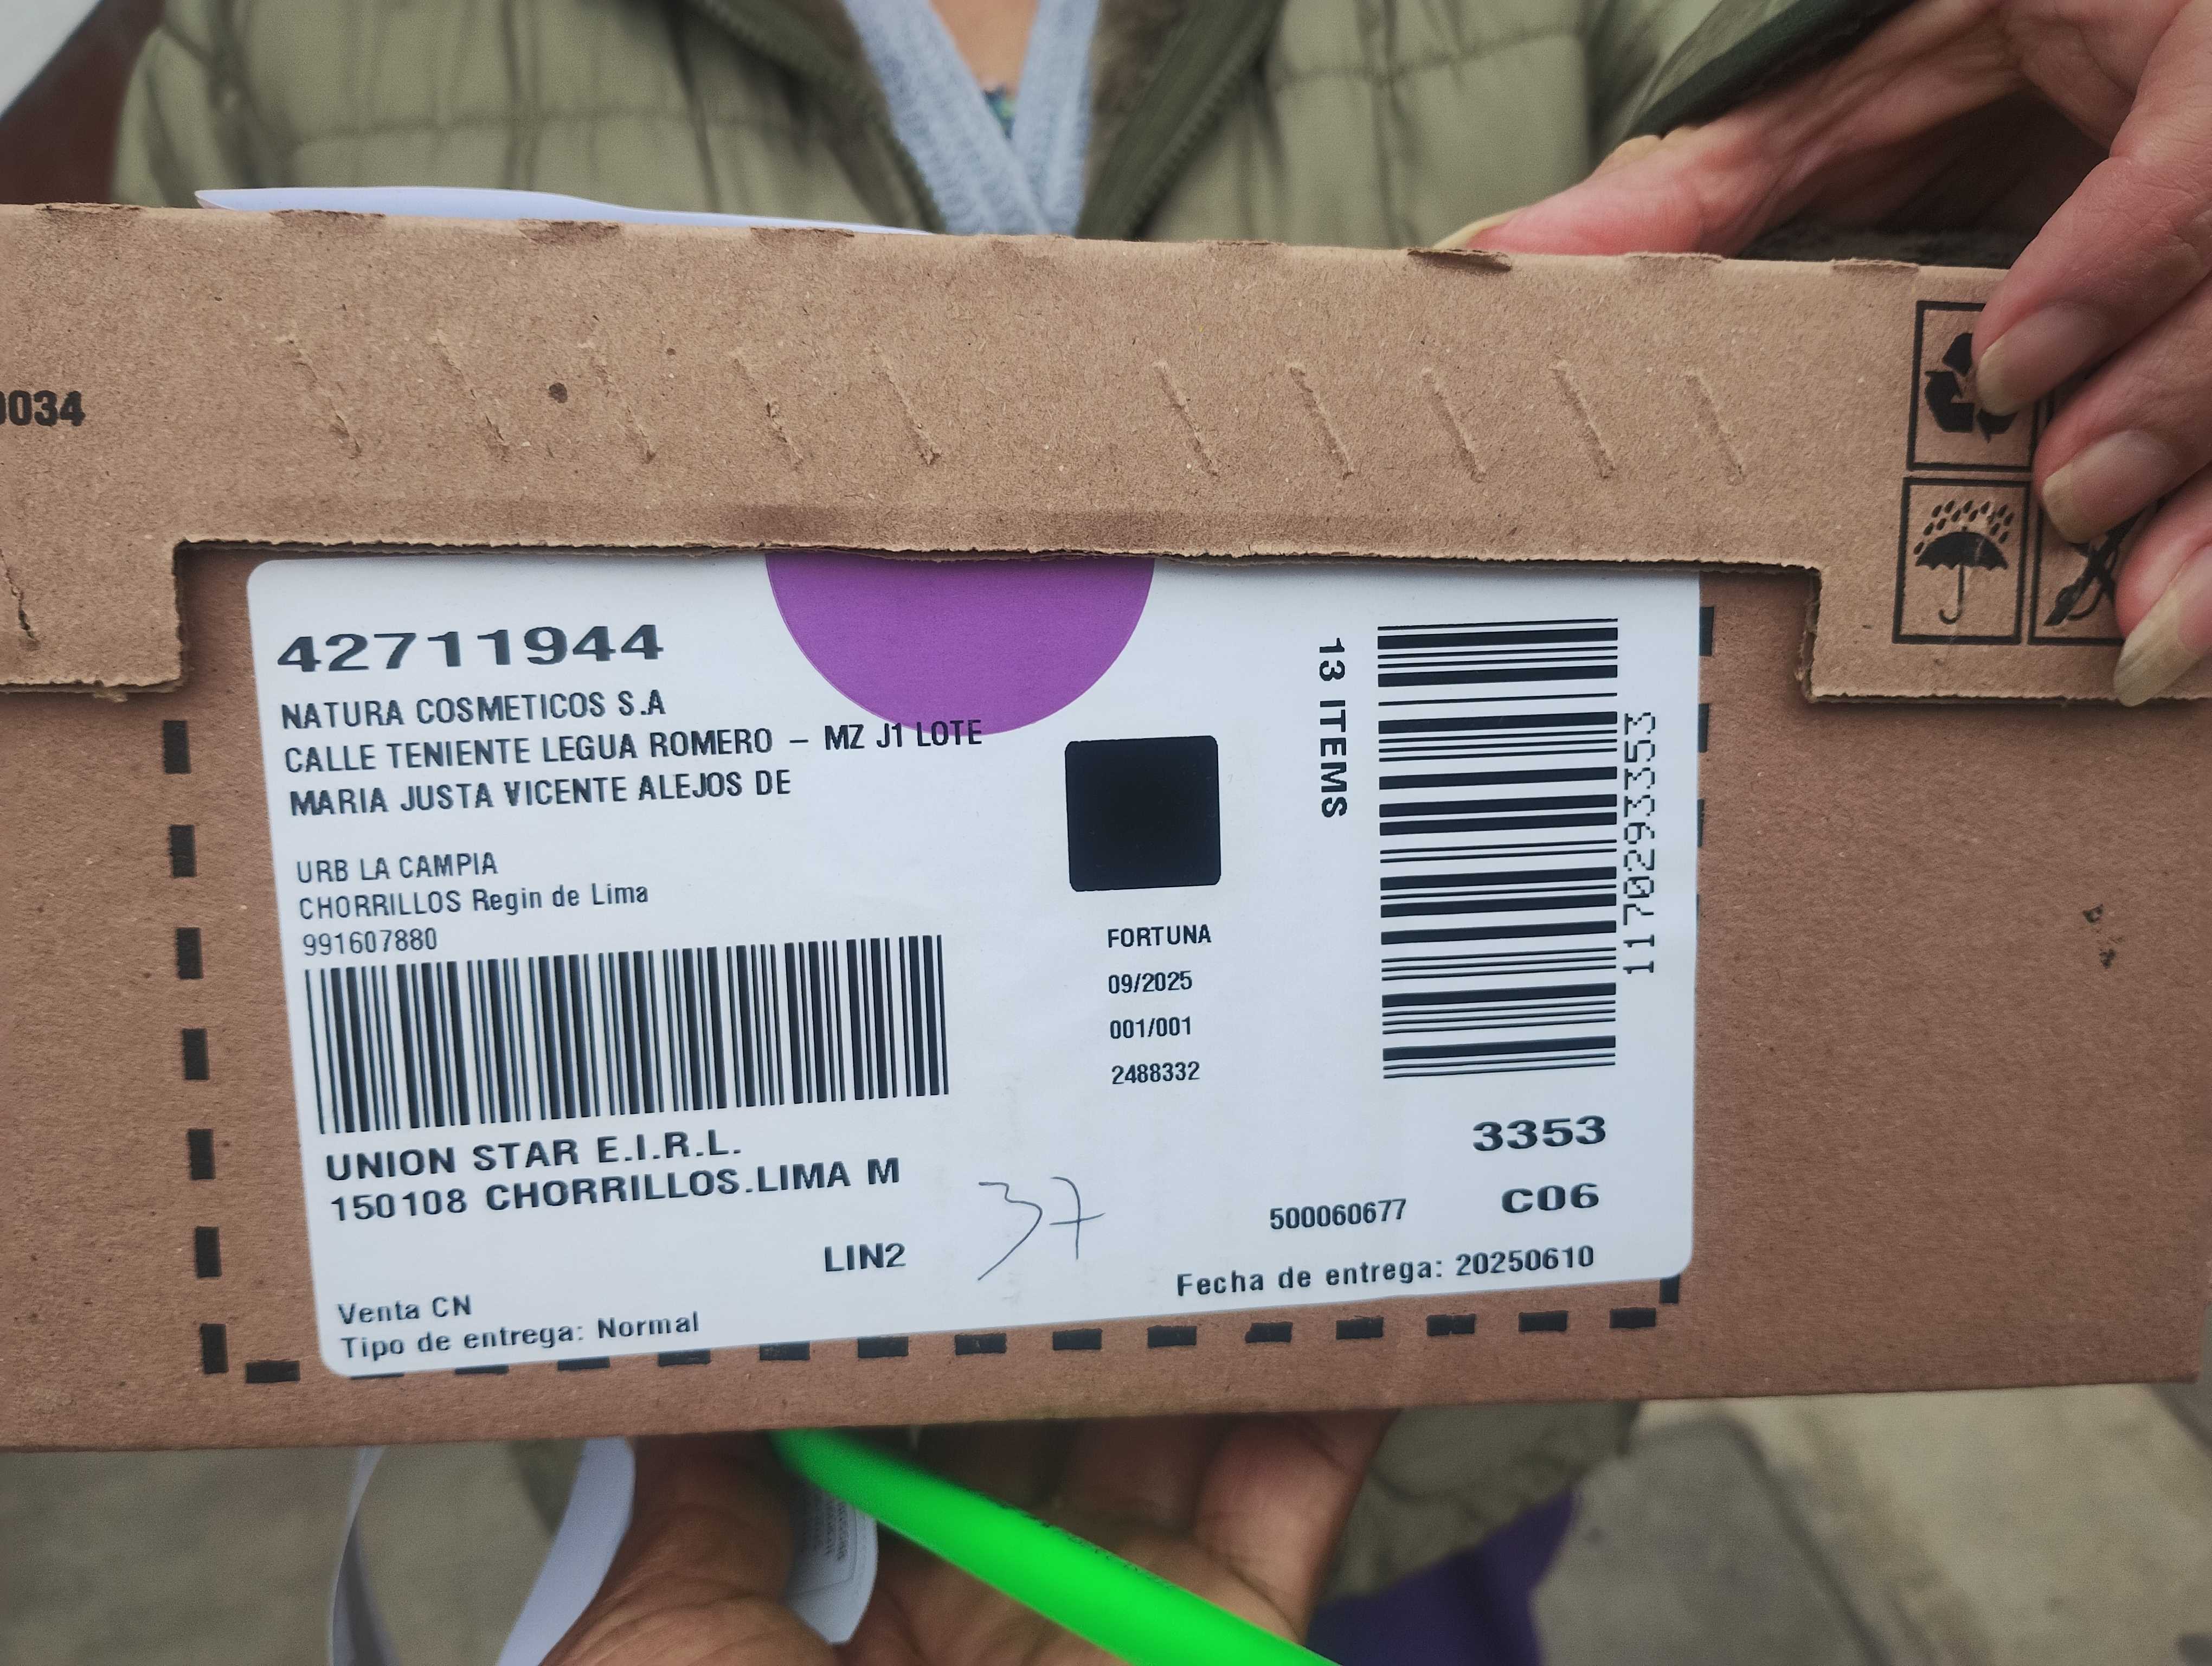 0034
42711944
NATURA COSMETICOS S.A
CALLE TENIENTE LEGUA ROMERO – MZ J1 LOTE
MARIA JUSTA VICENTE ALEJOS DE
URB LA CAMPIA
CHORRILLOS Regin de Lima
991607880
UNION STAR E.I.R.L.
150108 CHORRILLOS.LIMA M
LIN2
37
Venta CN
Tipo de entrega: Normal
FORTUNA
09/2025
001/001
2488332
13 ITEMS
1170293353
3353
C06
500060677
Fecha de entrega: 20250610